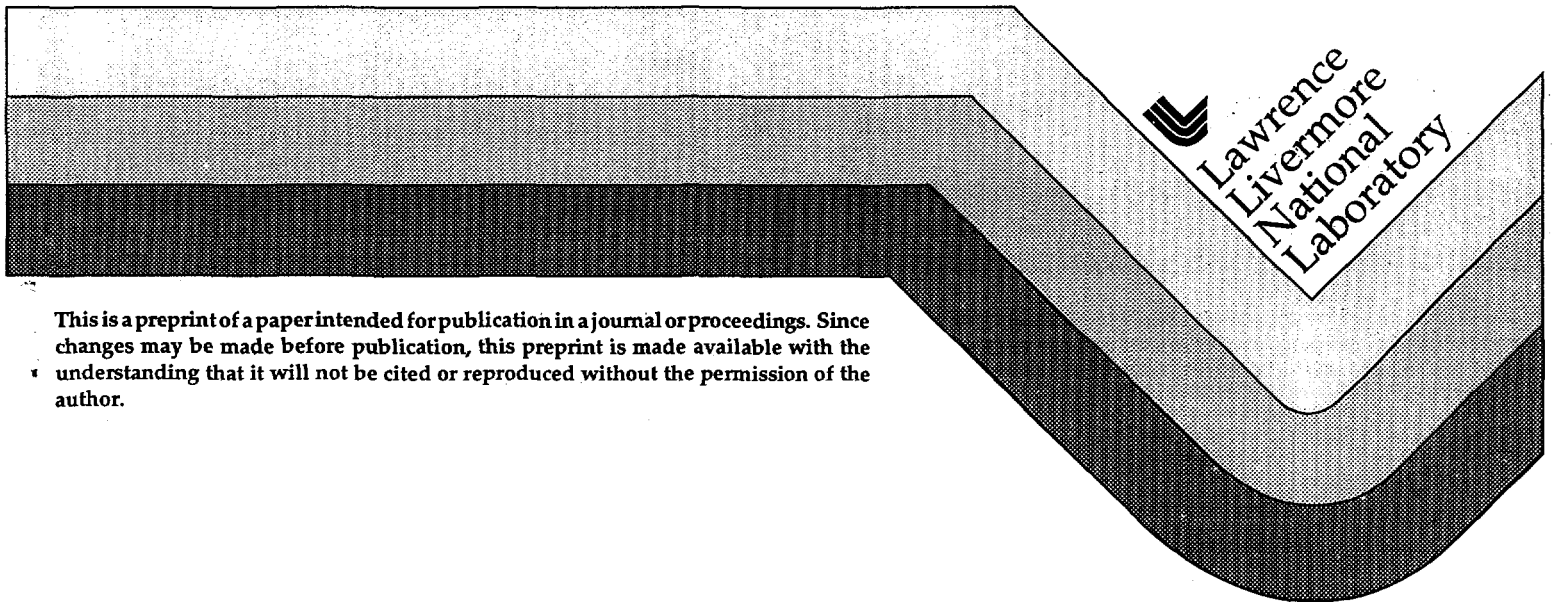 Lawrence
Livermore
National
Laboratory
This is a preprint of a paper intended for publication in a journal or proceedings. Since
changes may be made before publication, this preprint is made available with the
understanding that it will not be cited or reproduced without the permission of the
author.